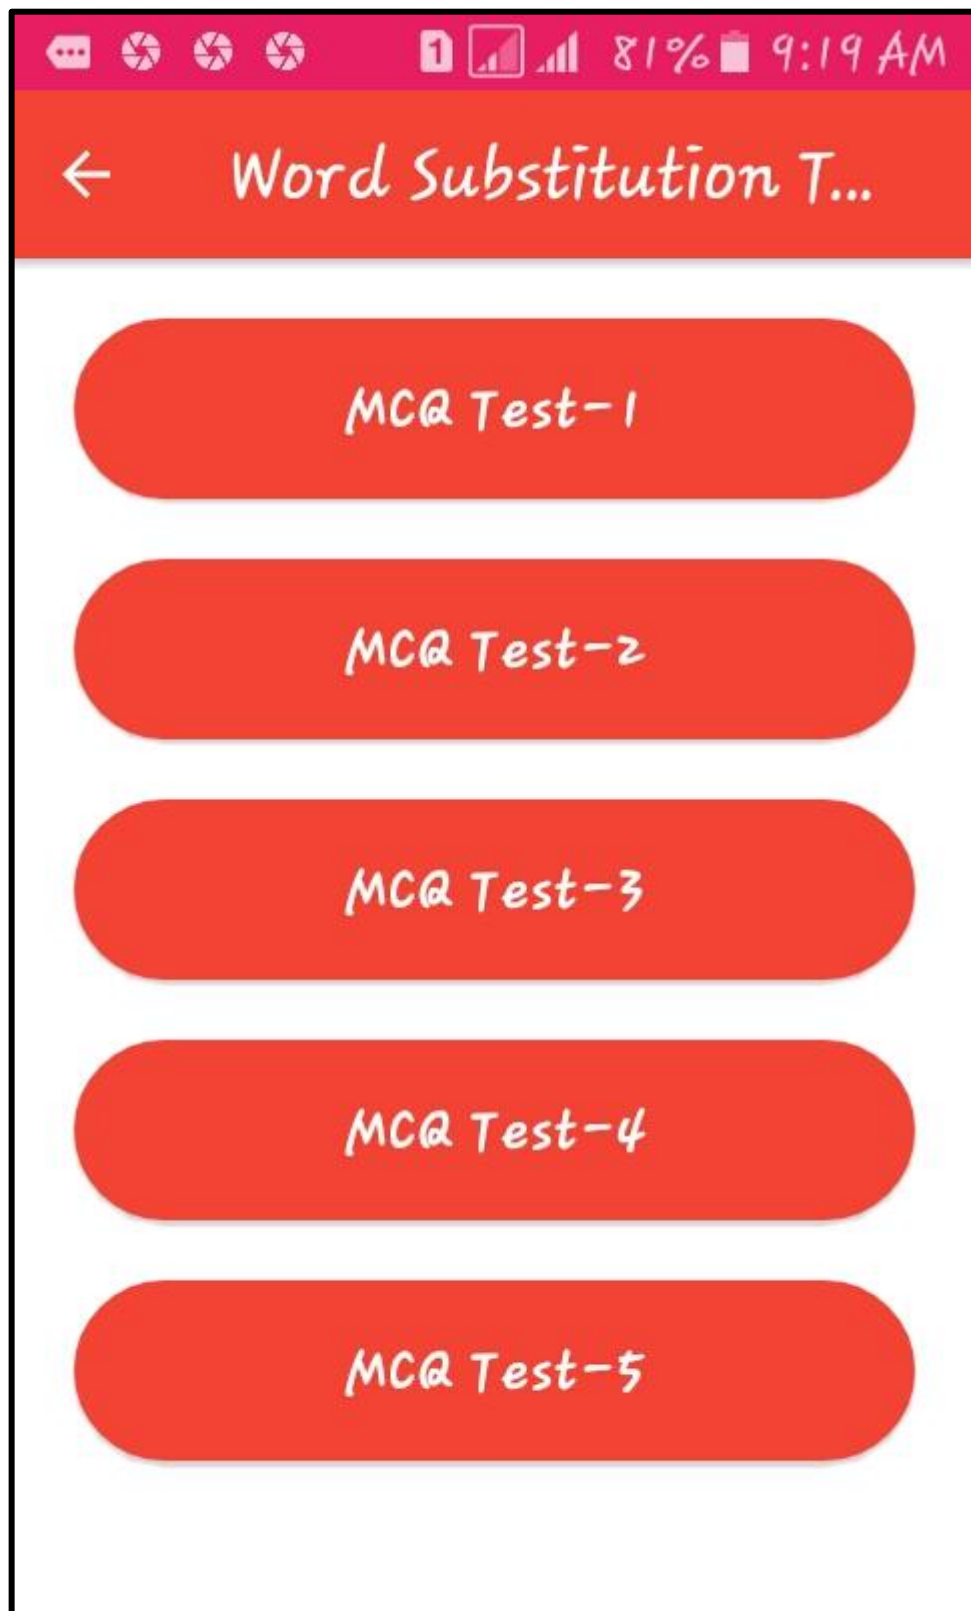 1 81% 9:19 AM
Word Substitution T...
MCQ Test-1
MCQ Test-2
MCQ Test-3
MCQ Test-4
MCQ Test-5